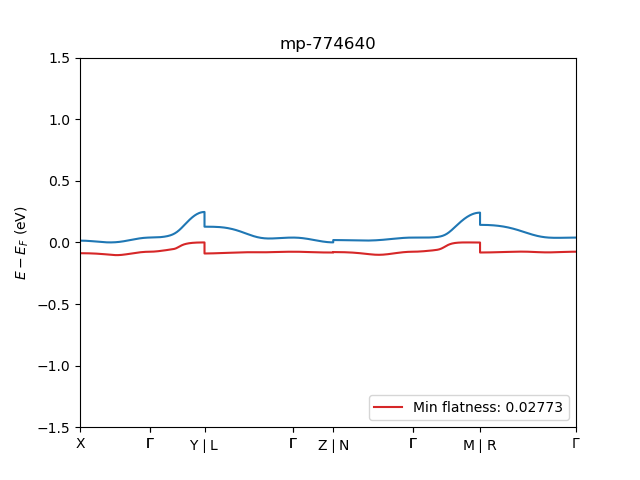 mp-774640
E − E_F (eV)
1.5
1.0
0.5
0.0
−0.5
−1.0
−1.5
Min flatness: 0.02773
X Γ Y | L Γ Z | N Γ M | R Γ